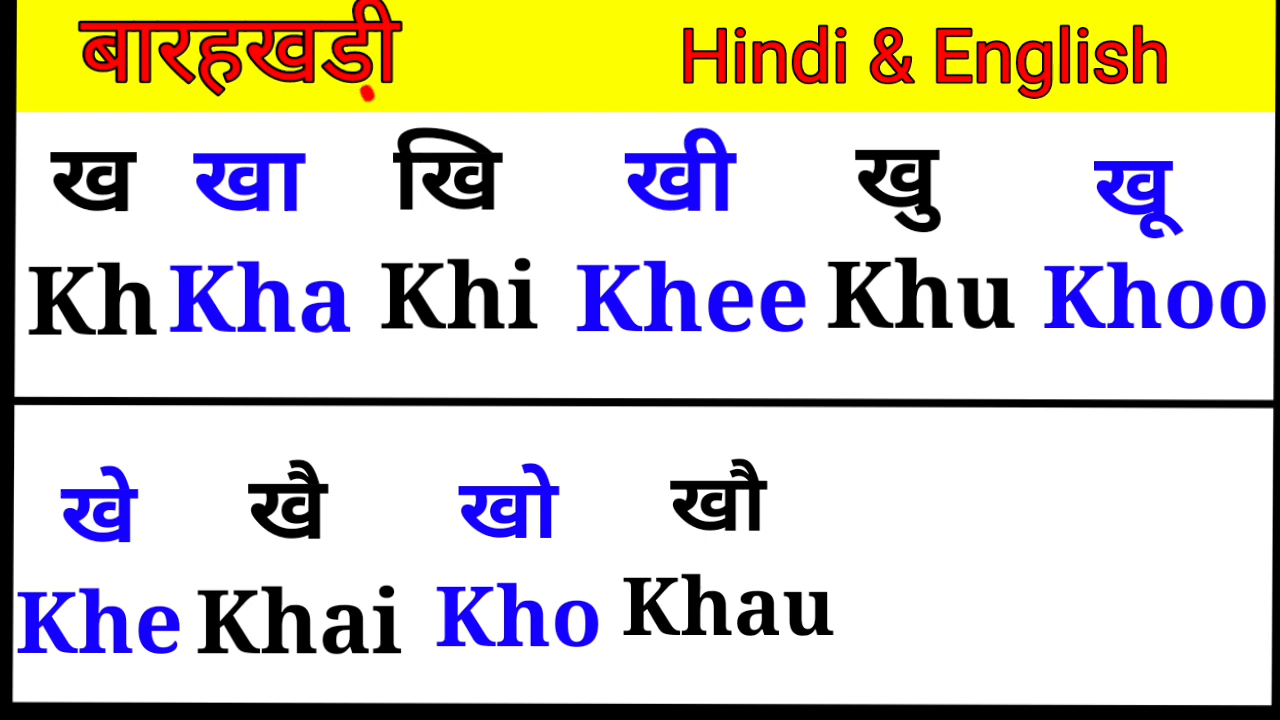 बारहखड़ी Hindi & English
ख खा खि खी खु खू
Kh Kha Khi Khee Khu Khoo
खे खै खो खौ
Khe Khai Kho Khau